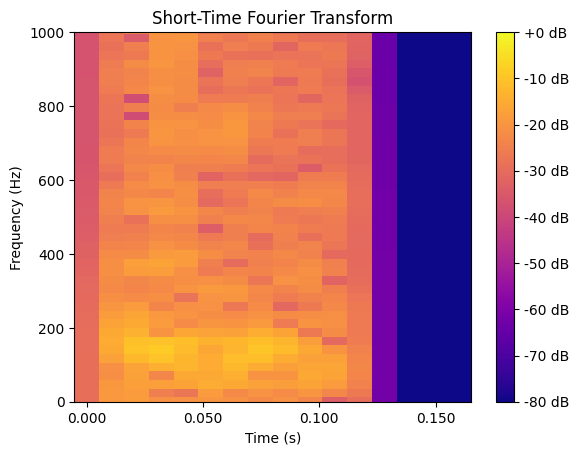 Short-Time Fourier Transform
1000
800
600
400
200
0
Frequency (Hz)
0.000
0.050
0.100
0.150
Time (s)
+0 dB
-10 dB
-20 dB
-30 dB
-40 dB
-50 dB
-60 dB
-70 dB
-80 dB